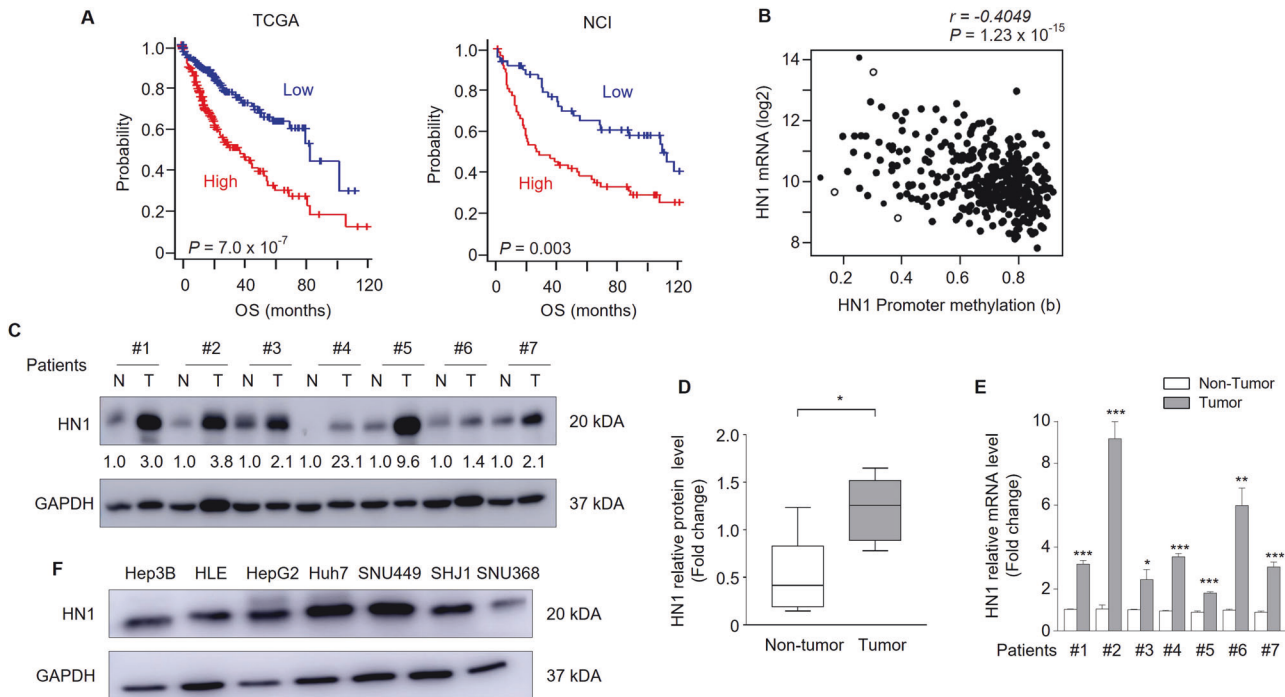 A
TCGA
NCI
Probability
1.0
0.8
0.6
0.4
0.2
0
Low
High
P = 7.0 x 10-7
0 40 80 120
OS (months)
Probability
1.0
0.8
0.6
0.4
0.2
0
Low
High
P = 0.003
0 40 80 120
OS (months)
B
r = -0.4049
P = 1.23 x 10-15
HN1 mRNA (log2)
14
12
10
8
0.2 0.4 0.6 0.8
HN1 Promoter methylation (b)
C
Patients #1 #2 #3 #4 #5 #6 #7
N T N T N T N T N T N T N T
HN1 20 kDA
1.0 3.0 1.0 3.8 1.0 2.1 1.0 23.1 1.0 9.6 1.0 1.4 1.0 2.1
GAPDH 37 kDA
D
*
HN1 relative protein level
(Fold change)
2.0
1.5
1.0
0.5
0
Non-tumor Tumor
E
Non-Tumor
Tumor
HN1 relative mRNA level
(Fold change)
10
8
6
4
2
0
*** *** * *** *** ** ***
Patients #1 #2 #3 #4 #5 #6 #7
F
Hep3B HLE HepG2 Huh7 SNU449 SHJ1 SNU368
HN1 20 kDA
GAPDH 37 kDA